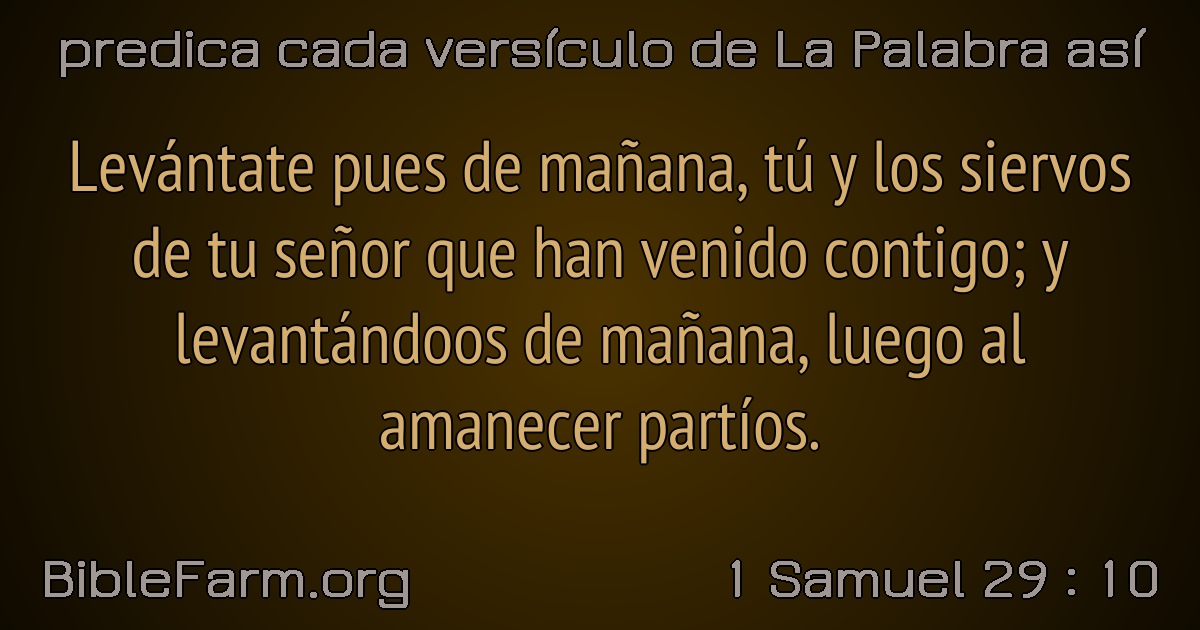 predica cada versículo de La Palabra así
Levántate pues de mañana, tú y los siervos
de tu señor que han venido contigo; y
levantándoos de mañana, luego al
amanecer partíos.
BibleFarm.org
1 Samuel 29 : 10